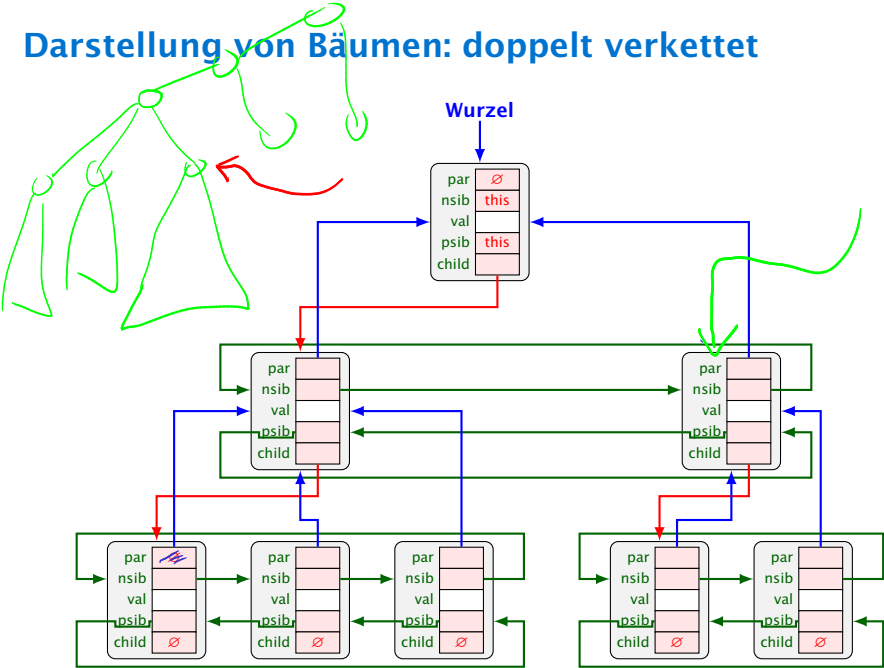 Darstellung von Bäumen: doppelt verkettet
Wurzel
par ∅
nsib this
val
psib this
child
par
nsib
val
psib
child
par
nsib
val
psib
child
par
nsib
val
psib
child ∅
par
nsib
val
psib
child ∅
par
nsib
val
psib
child ∅
par
nsib
val
psib
child ∅
par
nsib
val
psib
child ∅